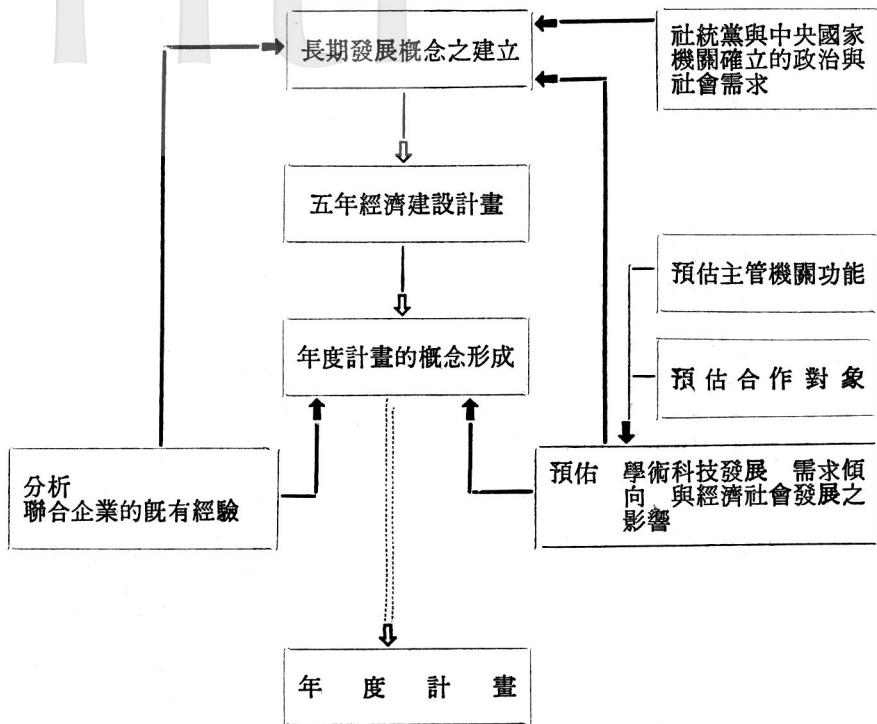 長期發展概念之建立
社統黨與中央國家
機關確立的政治與
社會需求
五年經濟建設計畫
預估主管機關功能
年度計畫的概念形成
預估合作對象
分析
聯合企業的旣有經驗
預估 學術科技發展 需求傾
向 與經濟社會發展之
影響
年度計畫